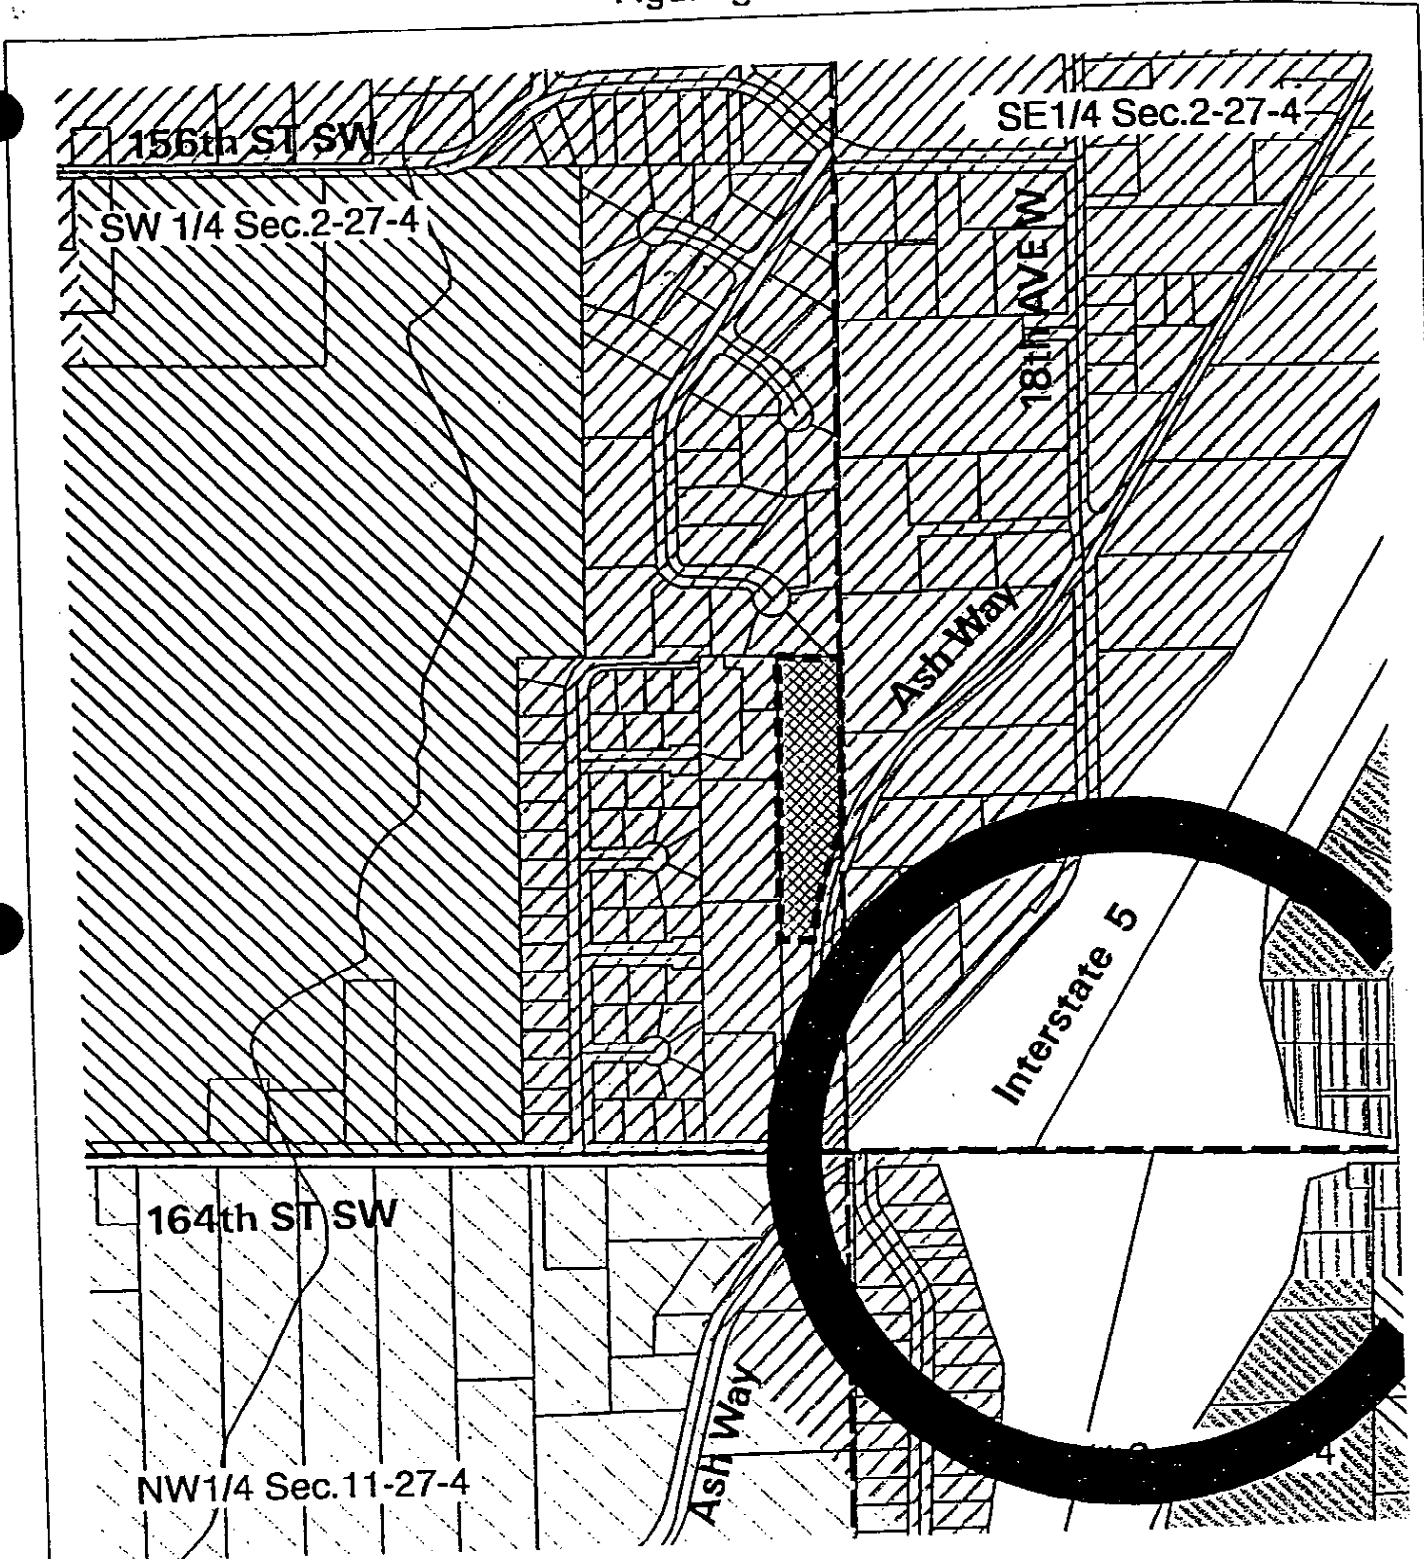 SE1/4 Sec.2-27-4
156th ST SW
SW 1/4 Sec.2-27-4
18th AVE W
Ash Way
Interstate 5
164th ST SW
Ash Way
NW1/4 Sec.11-27-4